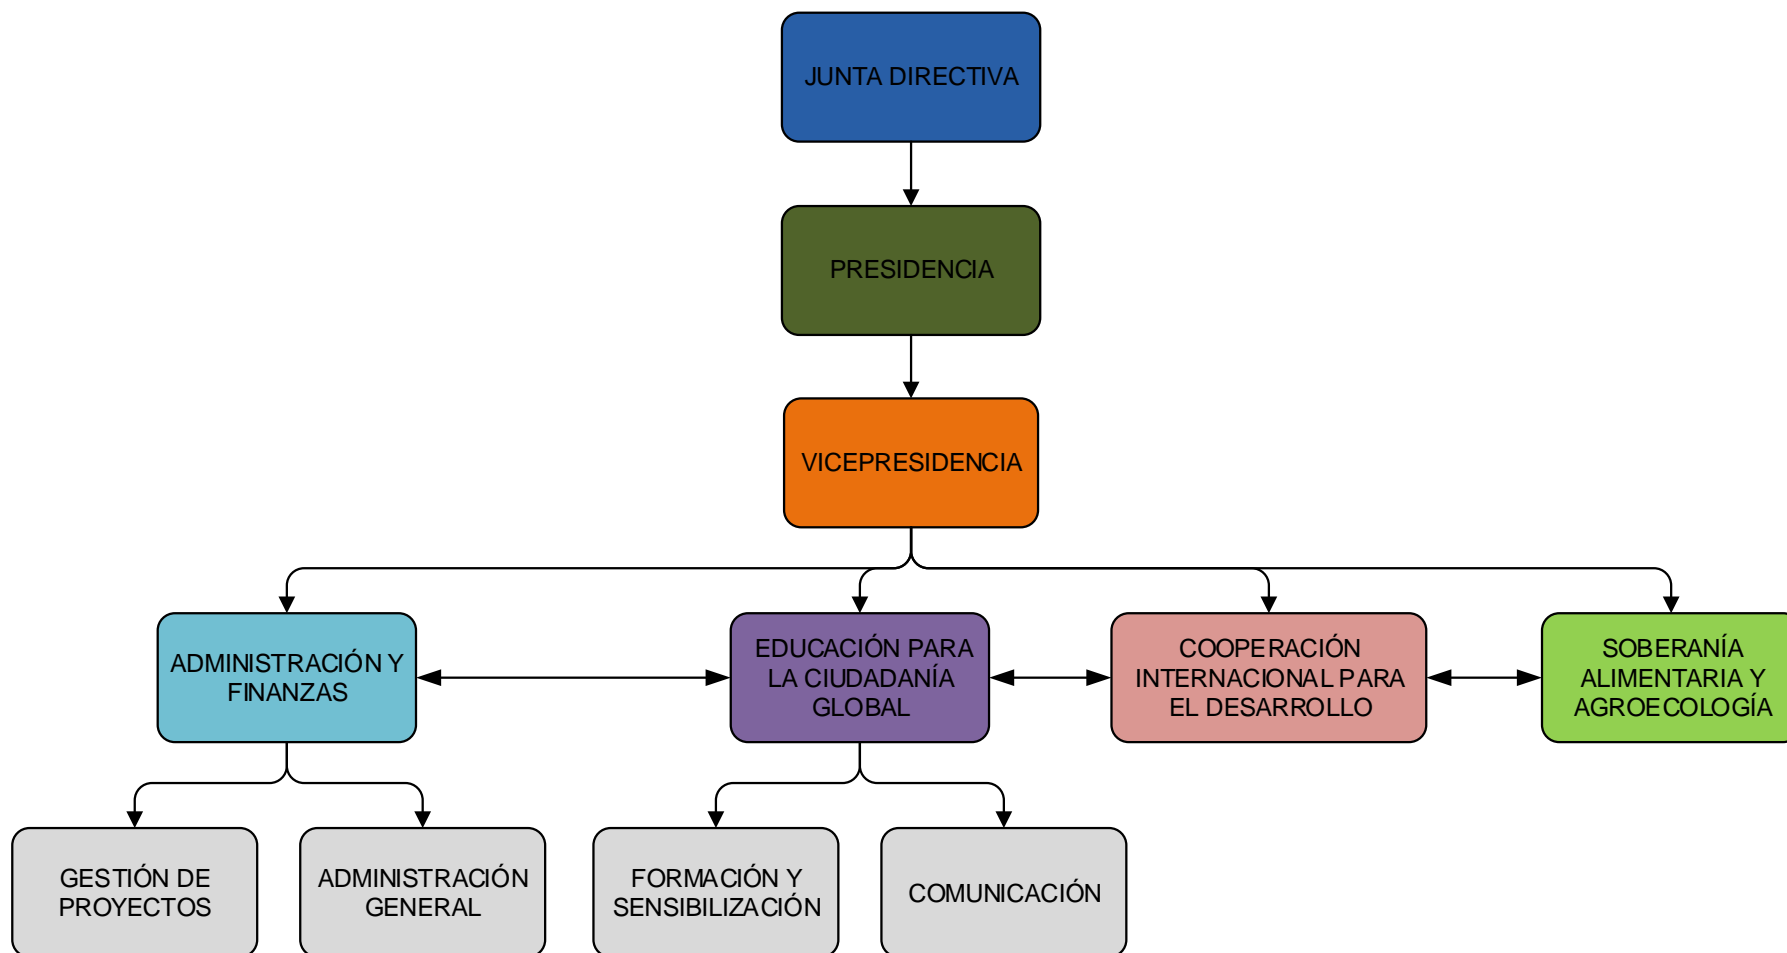 JUNTA DIRECTIVA
PRESIDENCIA
VICEPRESIDENCIA
ADMINISTRACIÓN Y
FINANZAS
EDUCACIÓN PARA
LA CIUDADANÍA
GLOBAL
COOPERACIÓN
INTERNACIONAL PARA
EL DESARROLLO
SOBERANÍA
ALIMENTARIA Y
AGROECOLOGÍA
GESTIÓN DE
PROYECTOS
ADMINISTRACIÓN
GENERAL
FORMACIÓN Y
SENSIBILIZACIÓN
COMUNICACIÓN